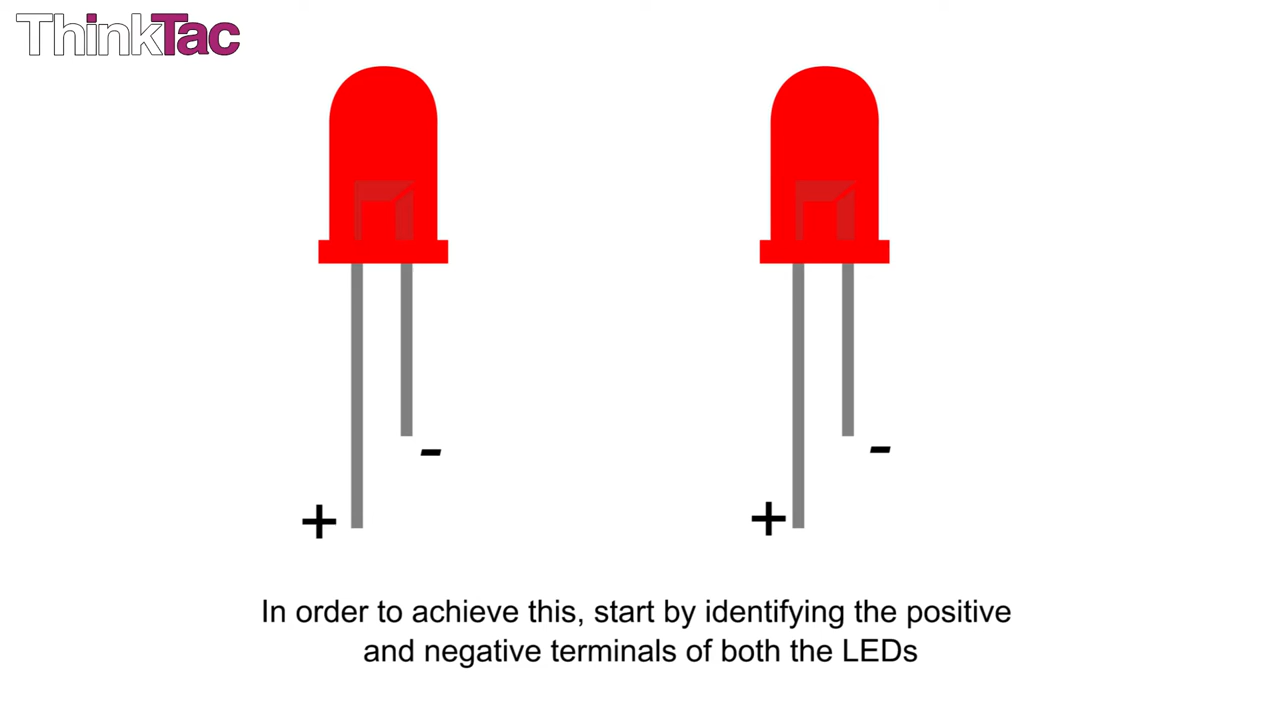 ThinkTac
-
-
+
+
In order to achieve this, start by identifying the positive
and negative terminals of both the LEDs